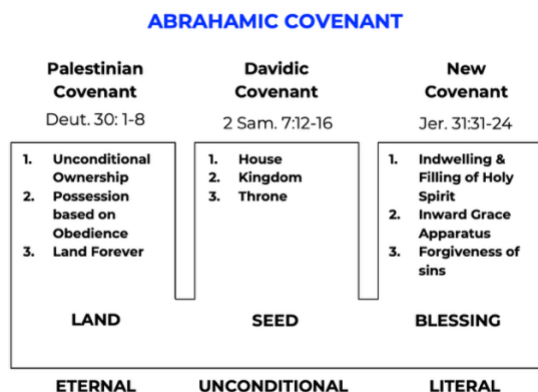 ABRAHAMIC COVENANT
Palestinian
Covenant
Deut. 30: 1-8
Davidic
Covenant
2 Sam. 7:12-16
New
Covenant
Jer. 31:31-24
1. Unconditional
Ownership
2. Possession
based on
Obedience
3. Land Forever
1. House
2. Kingdom
3. Throne
1. Indwelling &
Filling of Holy
Spirit
2. Inward Grace
Apparatus
3. Forgiveness of
sins
LAND
SEED
BLESSING
ETERNAL
UNCONDITIONAL
LITERAL